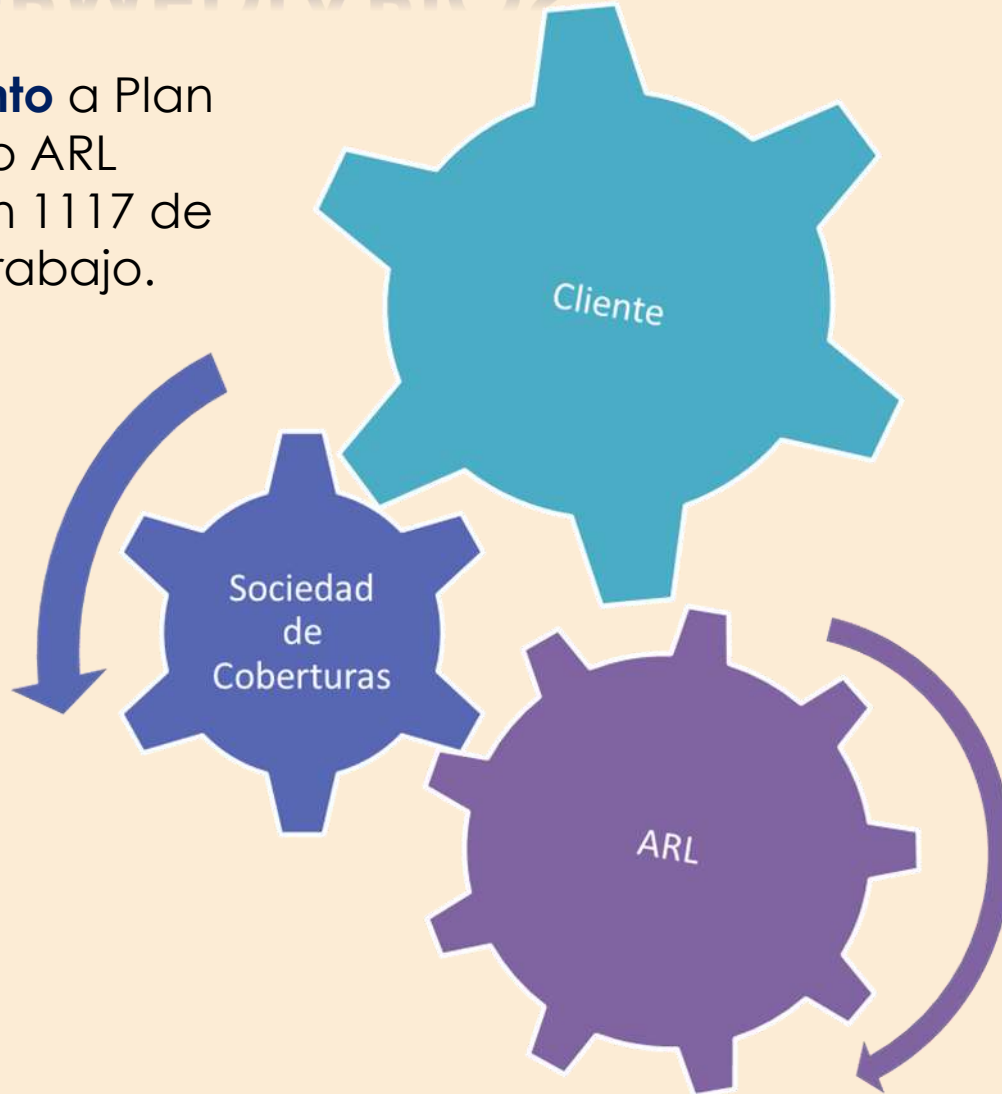 nto a Plan
o ARL
n 1117 de
rabajo.
Cliente
Sociedad
de
Coberturas
ARL